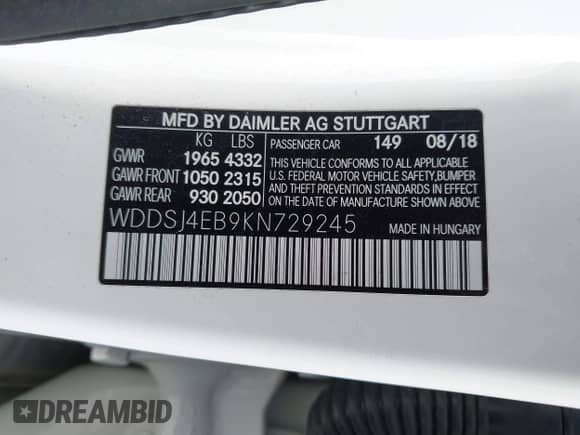 MFD BY DAIMLER AG STUTTGART
KG LBS PASSENGER CAR 149 08/18
GVWR 1965 4332
GAWR FRONT 1050 2315
GAWR REAR 930 2050
THIS VEHICLE CONFORMS TO ALL APPLICABLE
U.S. FEDERAL MOTOR VEHICLE SAFETY,BUMPER
AND THEFT PREVENTION STANDARDS IN EFFECT
ON THE DATE OF MANUFACTURE SHOWN ABOVE
WDDSJ4EB9KN729245 MADE IN HUNGARY
DREAMBID